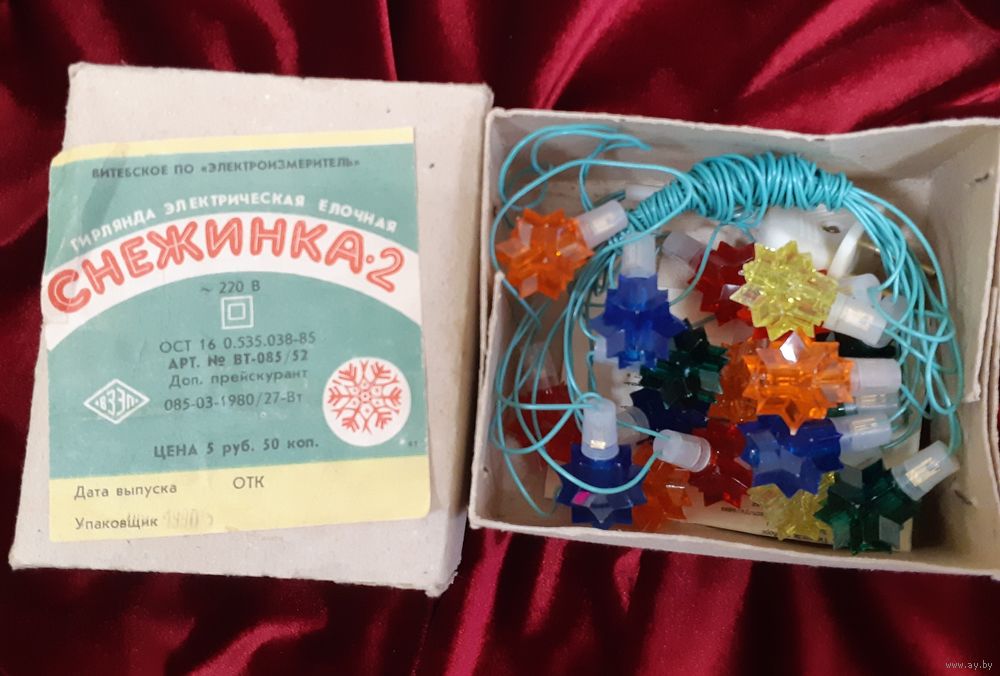 ВИТЕБСКОЕ ПО «ЭЛЕКТРОИЗМЕРИТЕЛЬ»
ГИРЛЯНДА ЭЛЕКТРИЧЕСКАЯ ЕЛОЧНАЯ
СНЕЖИНКА·2
~ 220 В
ОСТ 16 0.535.038-85
АРТ. № ВТ-085/52
Доп. прейскурант
085-03-1980/27-Вт
ВЗЭП
ЦЕНА 5 руб. 50 коп.
Дата выпуска ОТК
Упаковщик
www.ay.by